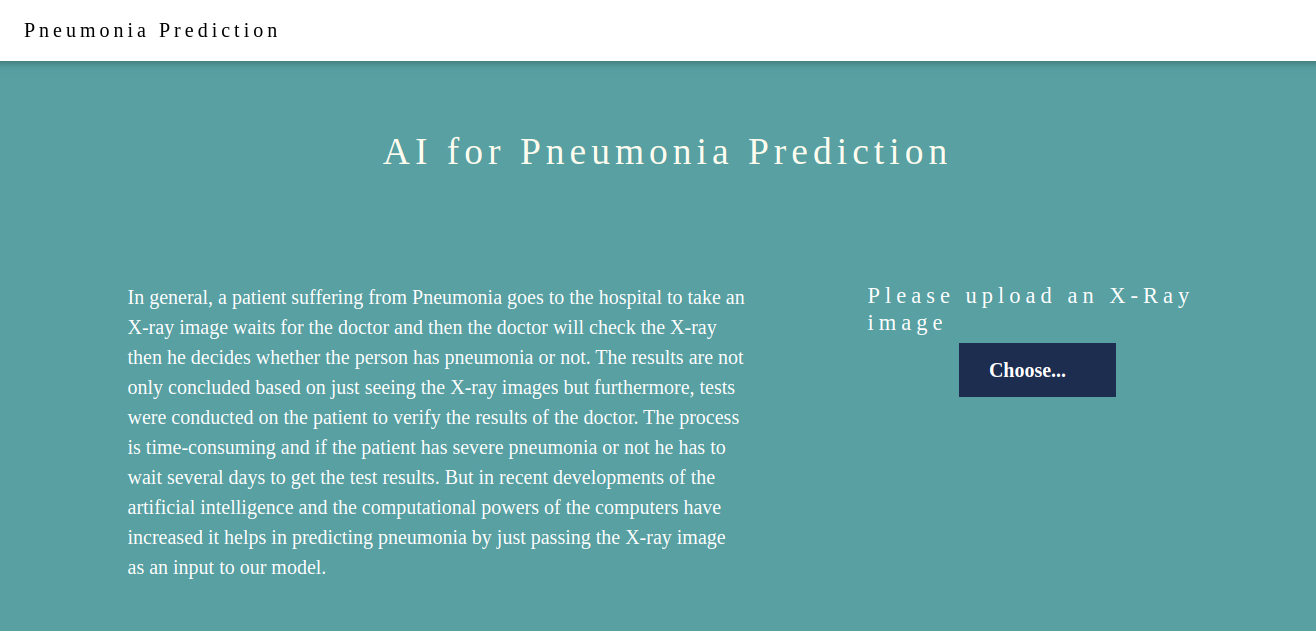 Pneumonia Prediction
AI for Pneumonia Prediction
In general, a patient suffering from Pneumonia goes to the hospital to take an
X-ray image waits for the doctor and then the doctor will check the X-ray
then he decides whether the person has pneumonia or not. The results are not
only concluded based on just seeing the X-ray images but furthermore, tests
were conducted on the patient to verify the results of the doctor. The process
is time-consuming and if the patient has severe pneumonia or not he has to
wait several days to get the test results. But in recent developments of the
artificial intelligence and the computational powers of the computers have
increased it helps in predicting pneumonia by just passing the X-ray image
as an input to our model.
Please upload an X-Ray
image
Choose...